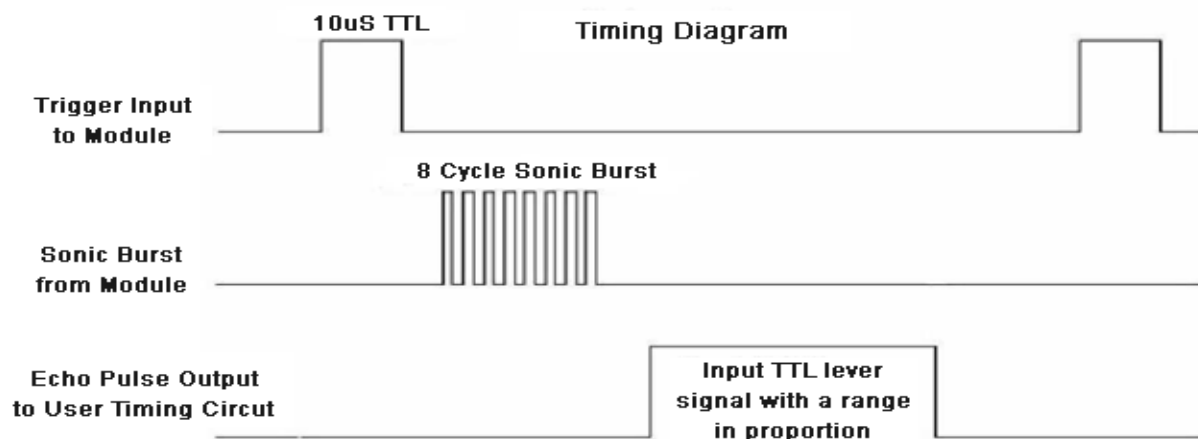 10uS TTL
Timing Diagram
Trigger Input
to Module
8 Cycle Sonic Burst
Sonic Burst
from Module
Echo Pulse Output
to User Timing Circut
Input TTL lever
signal with a range
in proportion